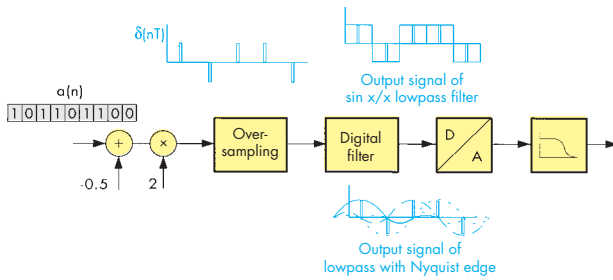 δ(nT)
Output signal of
sin x/x lowpass filter
a(n)
1 0 1 1 0 1 1 0 0
+
×
Over-
sampling
Digital
filter
D
A
-0.5
2
Output signal of
lowpass with Nyquist edge